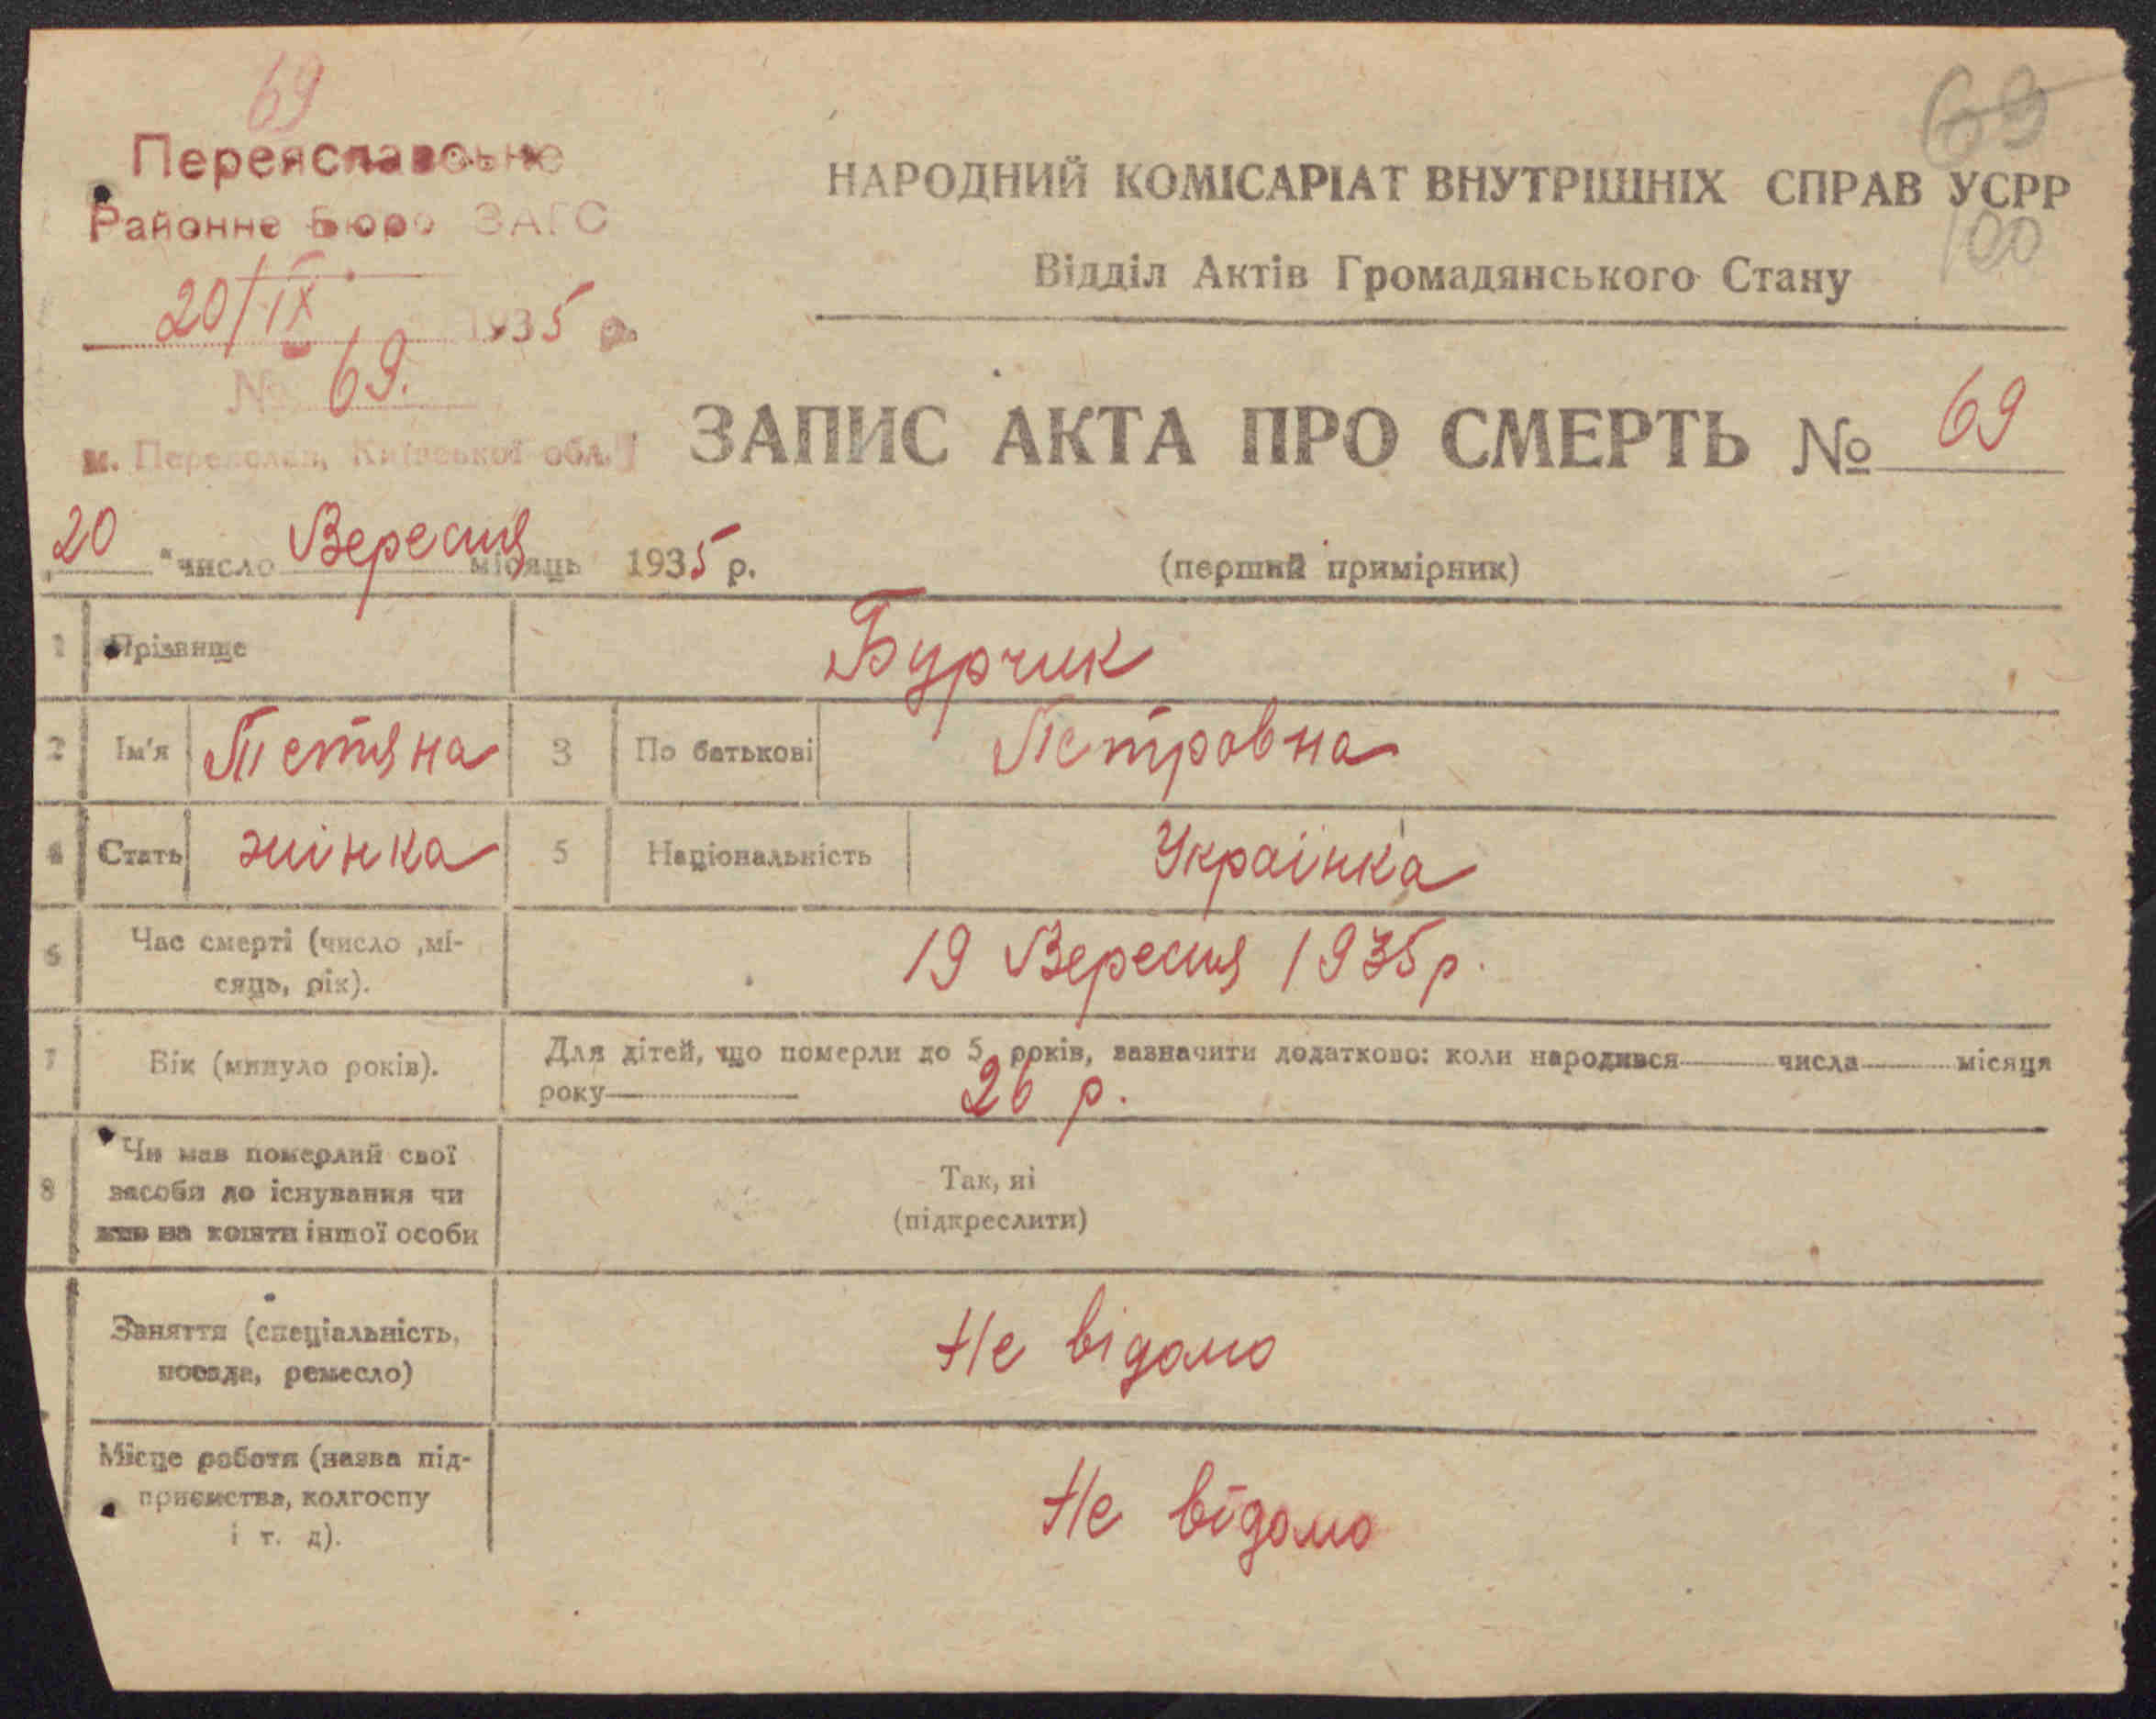 69
69
Переяславське
Районне Бюро ЗАГС
20/IX 1935 р.
№ 69.
м. Переяслав, Київської обл.
НАРОДНИЙ КОМІСАРІАТ ВНУТРІШНІХ СПРАВ УСРР
100
Відділ Актів Громадянського Стану
ЗАПИС АКТА ПРО СМЕРТЬ № 69
20 "число Вересня місяць 1935 р.
(перший примірник)
1 Прізвище Бурчик
2 Ім'я Тетяна 3 По батькові Петровна
4 Стать жінка 5 Національність Українка
6 Час смерті (число ,мі-
сяць, рік).
19 Вересня 1935 р.
7 Вік (минуло років).
Для дітей, що померли до 5 років, зазначити додатково: коли народився числа місяця
року 26 р.
8 Чи мав померлий свої
засоби до існування чи
жив на кошти іншої особи
Так, ні
(підкреслити)
Заняття (спеціальність,
посада, ремесло)
Не відомо
Місце роботи (назва під-
приємства, колгоспу
і т. д).
Не відомо